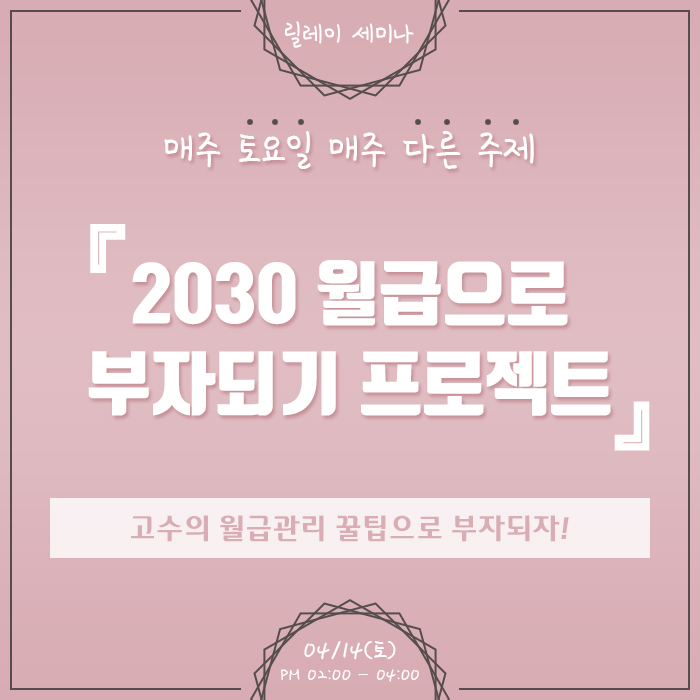 릴레이 세미나
매주 토요일 매주 다른 주제
『2030 월급으로
부자되기 프로젝트』
고수의 월급관리 꿀팁으로 부자되자!
04/14(토)
PM 02:00 - 04:00